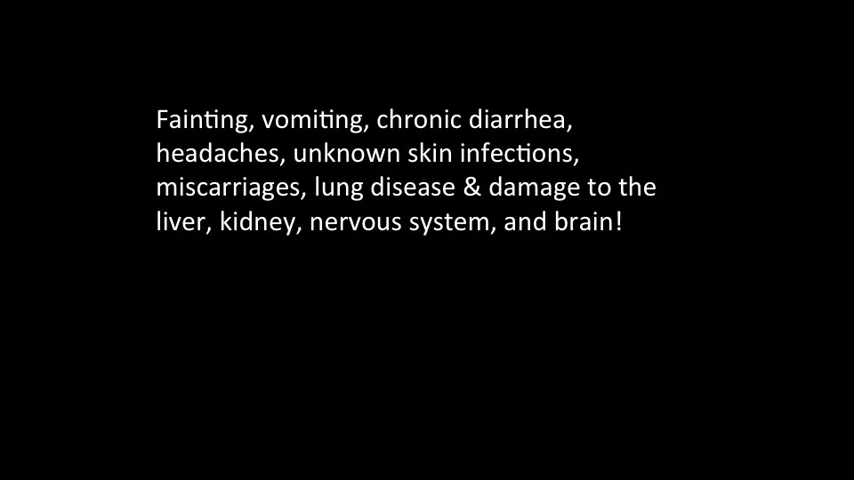 Fainting, vomiting, chronic diarrhea,
headaches, unknown skin infections,
miscarriages, lung disease & damage to the
liver, kidney, nervous system, and brain!